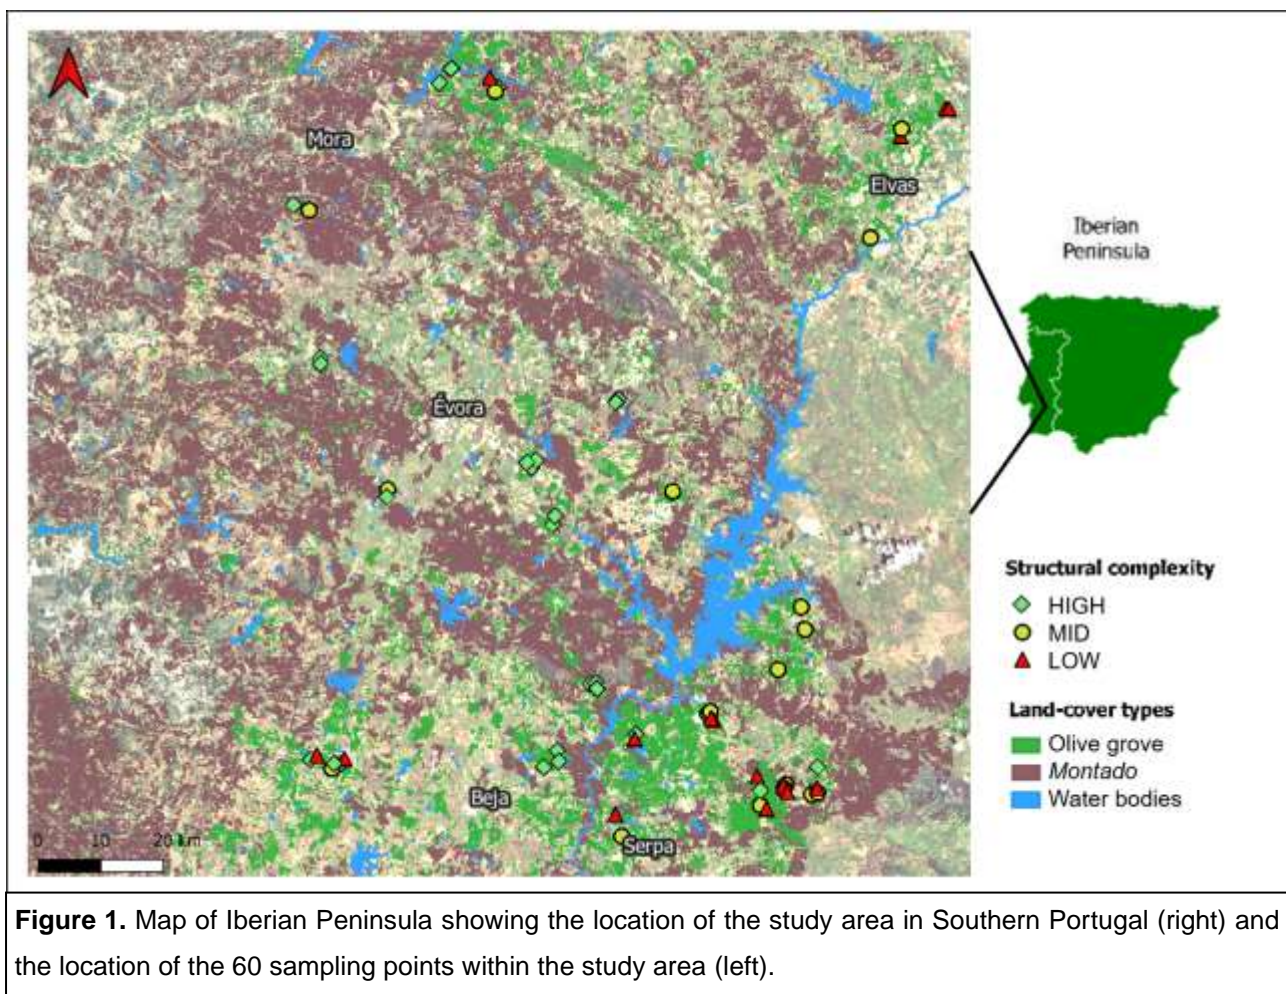 Mora
Elvas
Iberian
Peninsula
Évora
Structural complexity
HIGH
MID
LOW
Land-cover types
Olive grove
Montado
Water bodies
Beja
Serpa
0 10 20 km
Figure 1. Map of Iberian Peninsula showing the location of the study area in Southern Portugal (right) and
the location of the 60 sampling points within the study area (left).